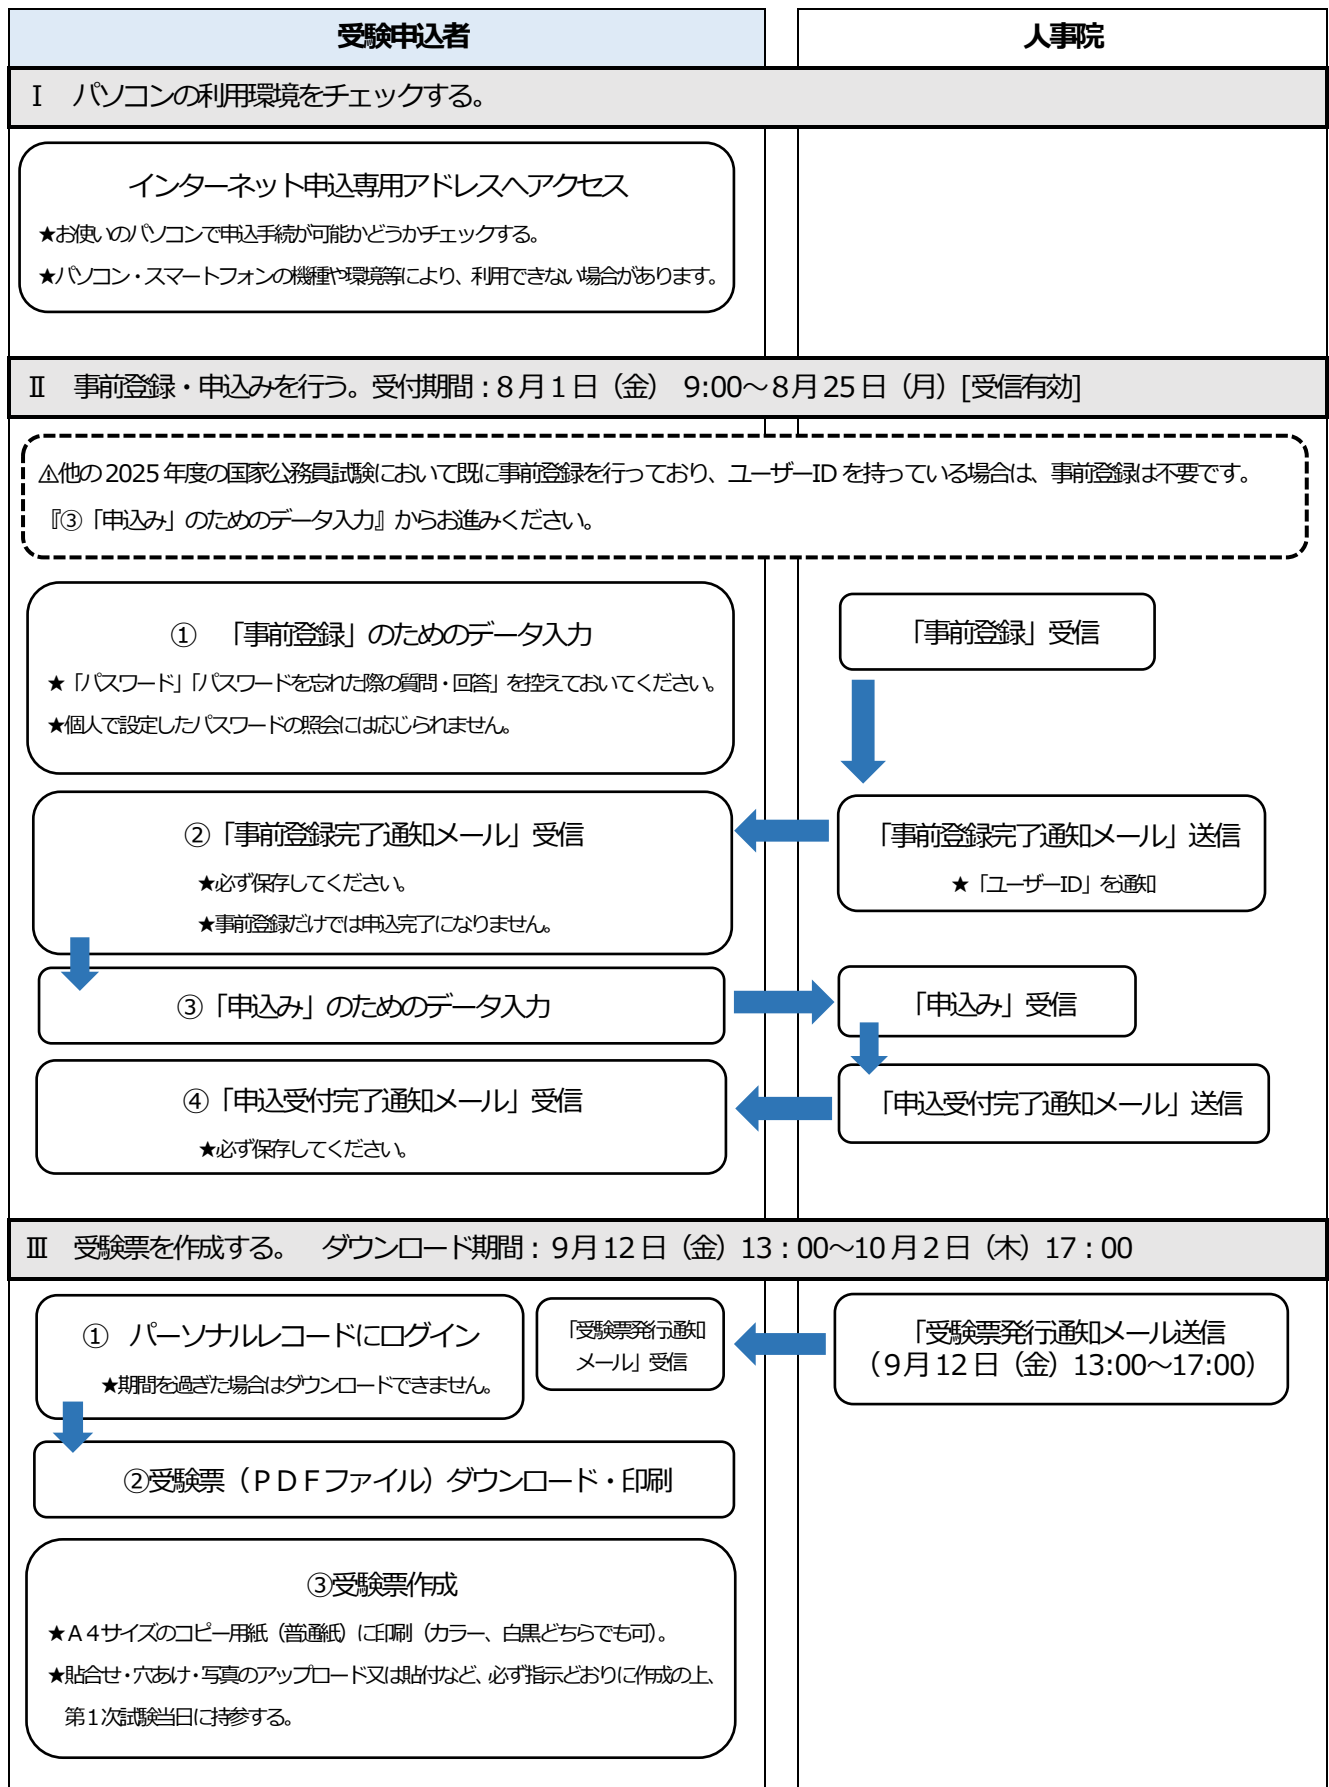 受験申込者
人事院
Ⅰ　パソコンの利用環境をチェックする。
インターネット申込専用アドレスへアクセス
★お使いのパソコンで申込手続が可能かどうかチェックする。
★パソコン・スマートフォンの機種や環境等により、利用できない場合があります。
Ⅱ　事前登録・申込みを行う。受付期間：８月１日（金） 9:00～８月25日（月）[受信有効]
⚠他の2025年度の国家公務員試験において既に事前登録を行っており、ユーザーIDを持っている場合は、事前登録は不要です。
『③「申込み」のためのデータ入力』からお進みください。
①　「事前登録」のためのデータ入力
★「パスワード」「パスワードを忘れた際の質問・回答」を控えておいてください。
★個人で設定したパスワードの照会には応じられません。
「事前登録」受信
②「事前登録完了通知メール」受信
★必ず保存してください。
★事前登録だけでは申込完了になりません。
「事前登録完了通知メール」送信
★「ユーザーID」を通知
③「申込み」のためのデータ入力
「申込み」受信
④「申込受付完了通知メール」受信
★必ず保存してください。
「申込受付完了通知メール」送信
Ⅲ　受験票を作成する。　ダウンロード期間：９月12日（金）13：00～10月２日（木）17：00
①　パーソナルレコードにログイン
★期間を過ぎた場合はダウンロードできません。
「受験票発行通知
メール」受信
「受験票発行通知メール送信
（９月12日（金）13:00～17:00）
②受験票（ＰＤＦファイル）ダウンロード・印刷
③受験票作成
★Ａ４サイズのコピー用紙（普通紙）に印刷（カラー、白黒どちらでも可）。
★貼合せ・穴あけ・写真のアップロード又は貼付など、必ず指示どおりに作成の上、
第１次試験当日に持参する。